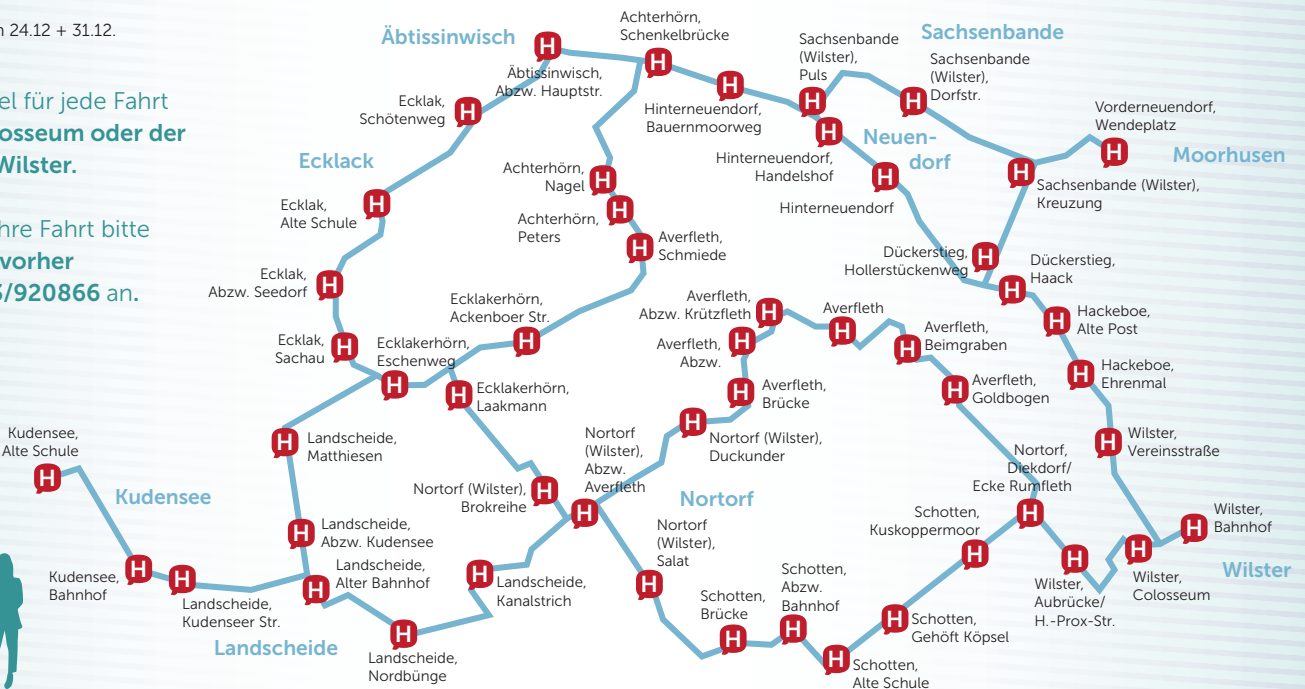 24.12 + 31.12.
el für jede Fahrt
osseum oder der
Wilster.
hre Fahrt bitte
vorher
/920866 an.
Äbtissinwisch
Äbtissinwisch,
Abzw. Hauptstr.
Achterhörn,
Schenkelbrücke
Sachsenbande
Sachsenbande
(Wilster),
Puls
Sachsenbande
(Wilster),
Dorfstr.
Ecklak,
Schötenweg
Hinterneuendorf,
Bauernmoorweg
Vorderneuendorf,
Wendeplatz
Moorhusen
Neuen-
dorf
Ecklack
Hinterneuendorf,
Handelshof
Achterhörn,
Nagel
Sachsenbande (Wilster),
Kreuzung
Ecklak,
Alte Schule
Achterhörn,
Peters
Hinterneuendorf
Averfleth,
Schmiede
Dückerstieg,
Hollerstückenweg
Dückerstieg,
Haack
Ecklak,
Abzw. Seedorf
Ecklakerhörn,
Ackenboer Str.
Averfleth,
Abzw. Krützfleth
Averfleth
Hackeboe,
Alte Post
Ecklak,
Sachau
Ecklakerhörn,
Eschenweg
Averfleth,
Abzw.
Averfleth,
Beimgraben
Hackeboe,
Ehrenmal
Ecklakerhörn,
Laakmann
Averfleth,
Brücke
Averfleth,
Goldbogen
Kudensee,
Alte Schule
Landscheide,
Matthiesen
Nortorf
(Wilster),
Abzw.
Averfleth
Nortorf (Wilster),
Duckunder
Nortorf,
Diekdorf/
Ecke Rumfleth
Wilster,
Vereinsstraße
Kudensee
Nortorf (Wilster),
Brokreihe
Nortorf
Schotten,
Kuskoppermoor
Wilster,
Bahnhof
Landscheide,
Abzw. Kudensee
Nortorf
(Wilster),
Salat
Kudensee,
Bahnhof
Landscheide,
Alter Bahnhof
Landscheide,
Kanalstrich
Schotten,
Abzw.
Bahnhof
Wilster,
Aubrücke/
H.-Prox-Str.
Wilster,
Colosseum
Wilster
Landscheide,
Kudenseer Str.
Schotten,
Brücke
Schotten,
Gehöft Köpsel
Landscheide
Landscheide,
Nordbünge
Schotten,
Alte Schule